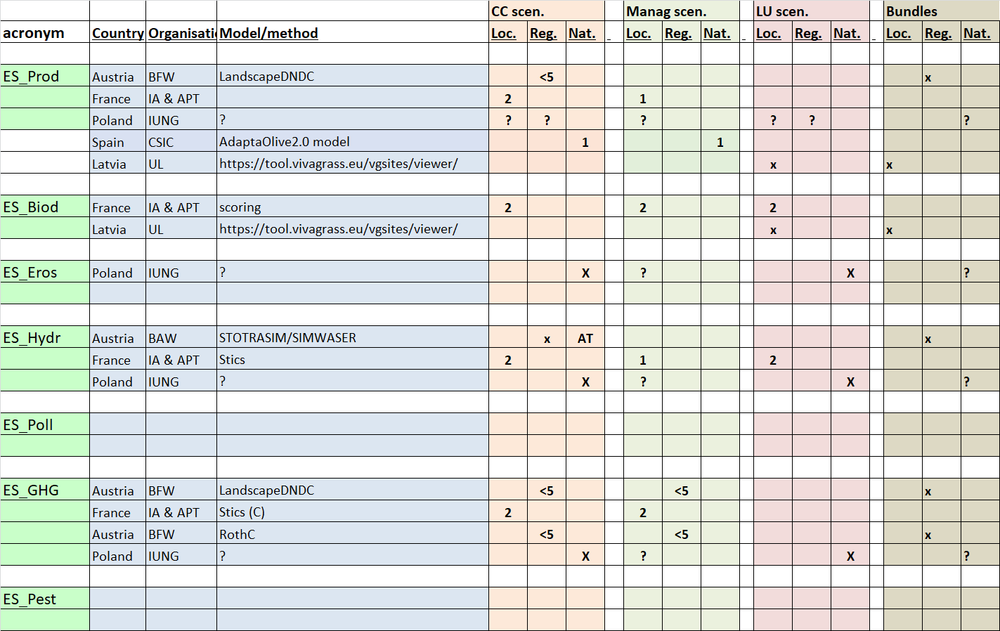 CC scen. Manag scen. LU scen. Bundles
acronym Country Organisati Model/method Loc. Reg. Nat. Loc. Reg. Nat. Loc. Reg. Nat. Loc. Reg. Nat.
ES_Prod Austria BFW LandscapeDNDC <5 x
France IA & APT 2 1
Poland IUNG ? ? ? ? ? ? ?
Spain CSIC AdaptaOlive2.0 model 1 1
Latvia UL https://tool.vivagrass.eu/vgsites/viewer/ x x
ES_Biod France IA & APT scoring 2 2 2
Latvia UL https://tool.vivagrass.eu/vgsites/viewer/ x x
ES_Eros Poland IUNG ? X ? X ?
ES_Hydr Austria BAW STOTRASIM/SIMWASER x AT x
France IA & APT Stics 2 1 2
Poland IUNG ? X ? X ?
ES_Poll
ES_GHG Austria BFW LandscapeDNDC <5 <5 x
France IA & APT Stics (C) 2 2
Austria BFW RothC <5 <5 x
Poland IUNG ? X ? X ?
ES_Pest